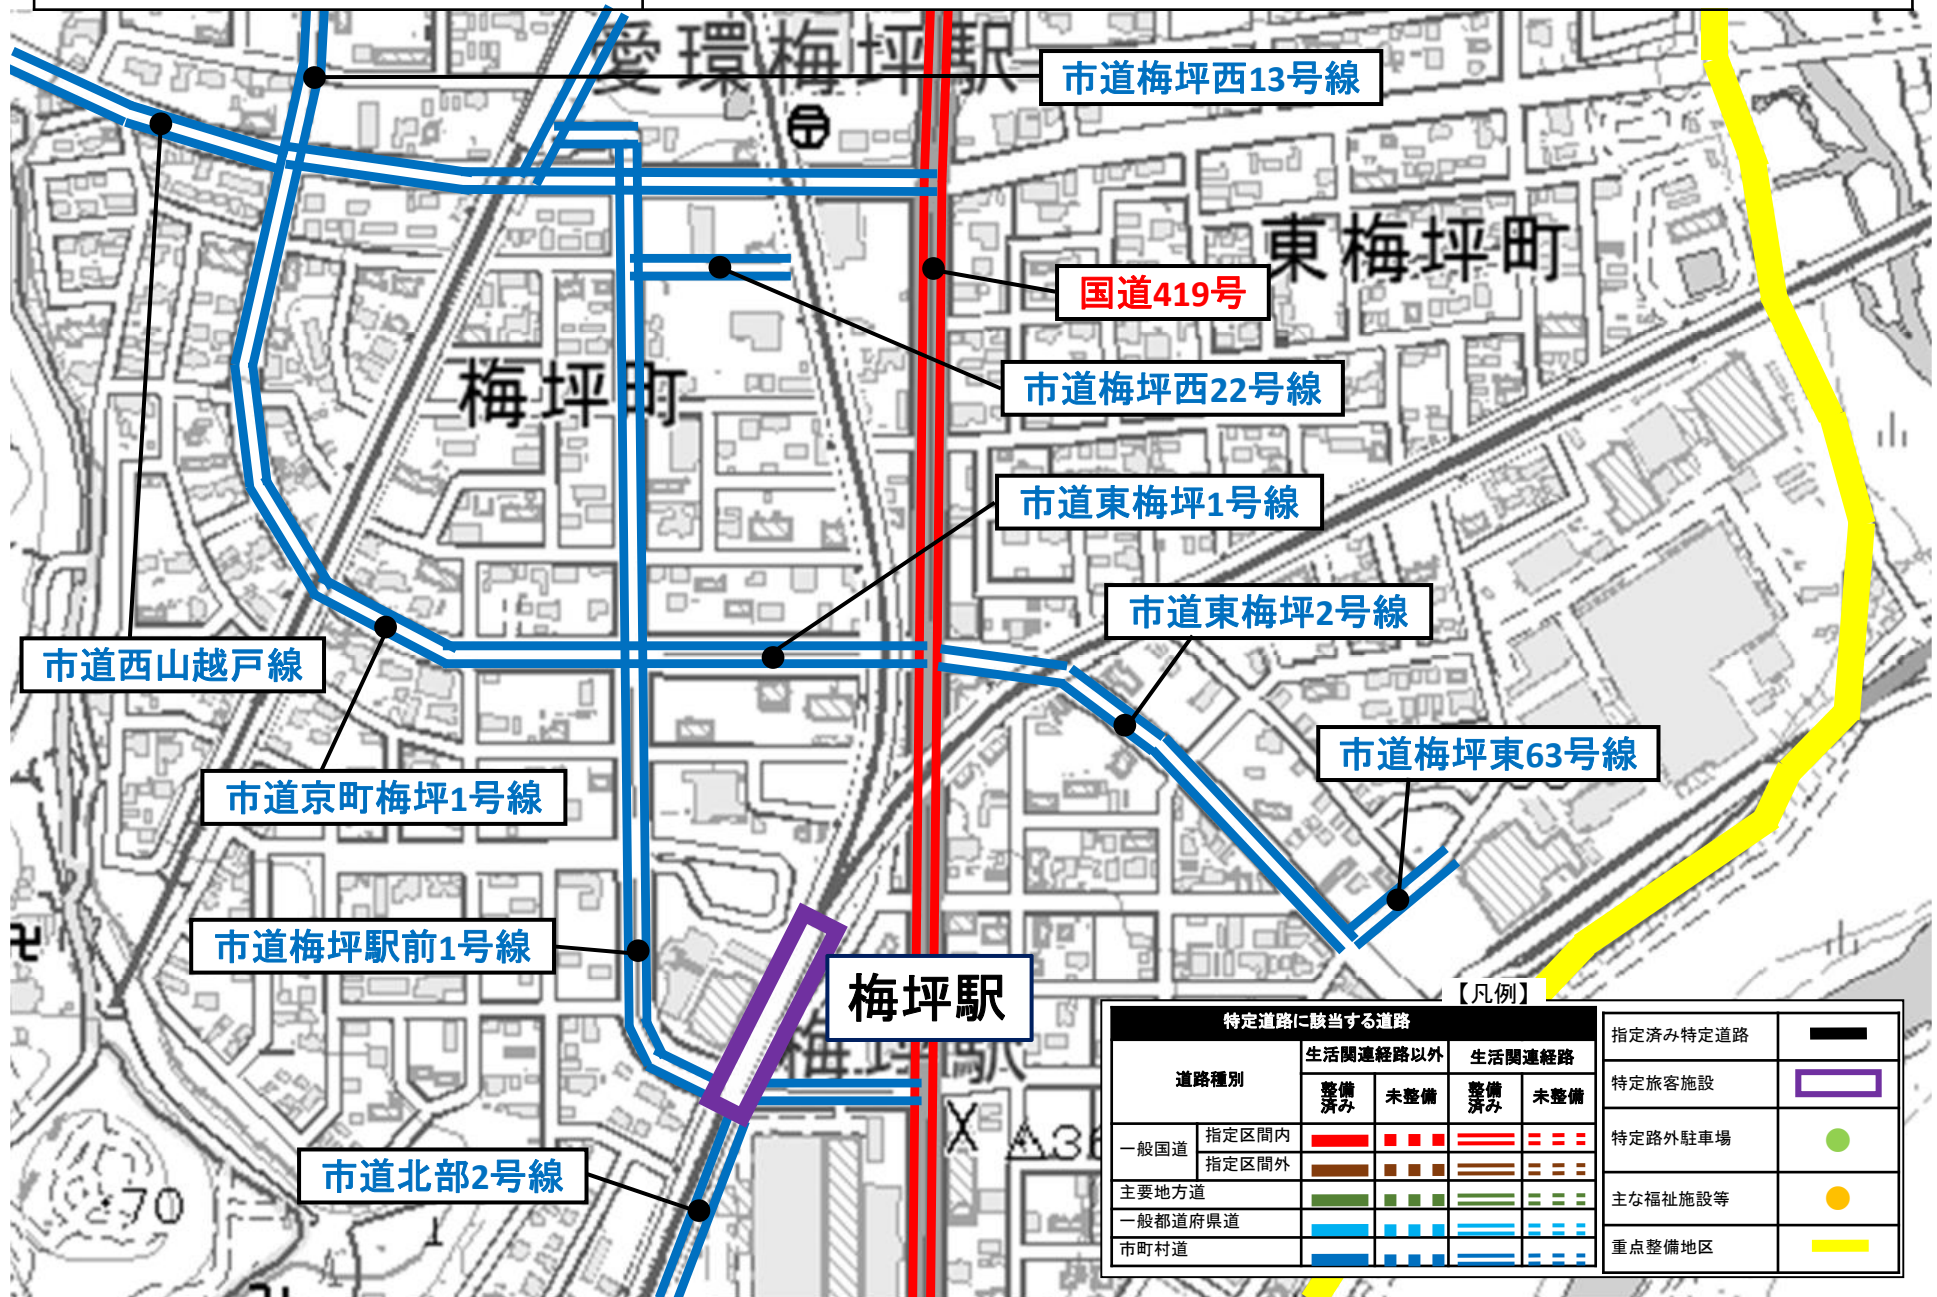 愛環梅坪駅
市道梅坪西13号線
東梅坪町
国道419号
梅坪町
市道梅坪西22号線
市道東梅坪1号線
市道東梅坪2号線
市道西山越戸線
市道梅坪東63号線
市道京町梅坪1号線
市道梅坪駅前1号線
梅坪駅
梅坪駅
市道北部2号線
70
【凡例】
特定道路に該当する道路
道路種別
生活関連経路以外
生活関連経路
整備
済み
未整備
整備
済み
未整備
一般国道
指定区間内
指定区間外
主要地方道
一般都道府県道
市町村道
指定済み特定道路
特定旅客施設
特定路外駐車場
主な福祉施設等
重点整備地区